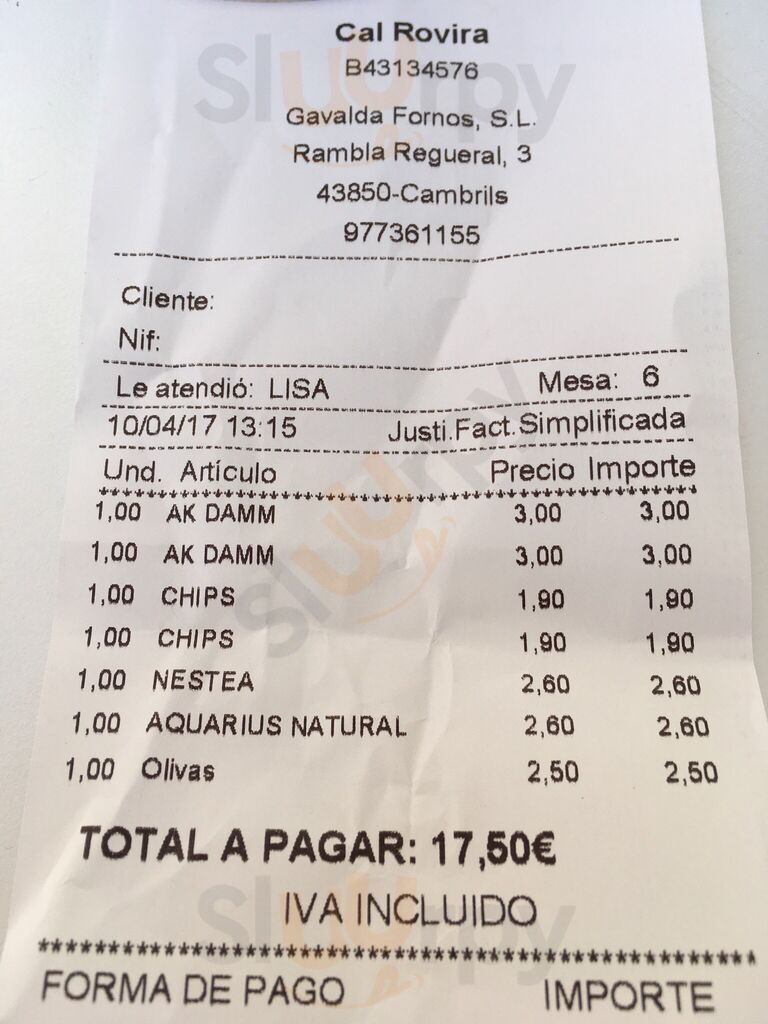 Cal Rovira
B43134576
Gavalda Fornos, S.L.
Rambla Regueral, 3
43850-Cambrils
977361155
Cliente:
Nif:
Le atendió: LISA Mesa: 6
10/04/17 13:15 Justi.Fact.Simplificada
Und. Artículo Precio Importe
1,00 AK DAMM 3,00 3,00
1,00 AK DAMM 3,00 3,00
1,00 CHIPS 1,90 1,90
1,00 CHIPS 1,90 1,90
1,00 NESTEA 2,60 2,60
1,00 AQUARIUS NATURAL 2,60 2,60
1,00 Olivas 2,50 2,50
TOTAL A PAGAR: 17,50€
IVA INCLUIDO
****************************************************
FORMA DE PAGO IMPORTE
Sluurpy
Sluurpy
Sluurpy